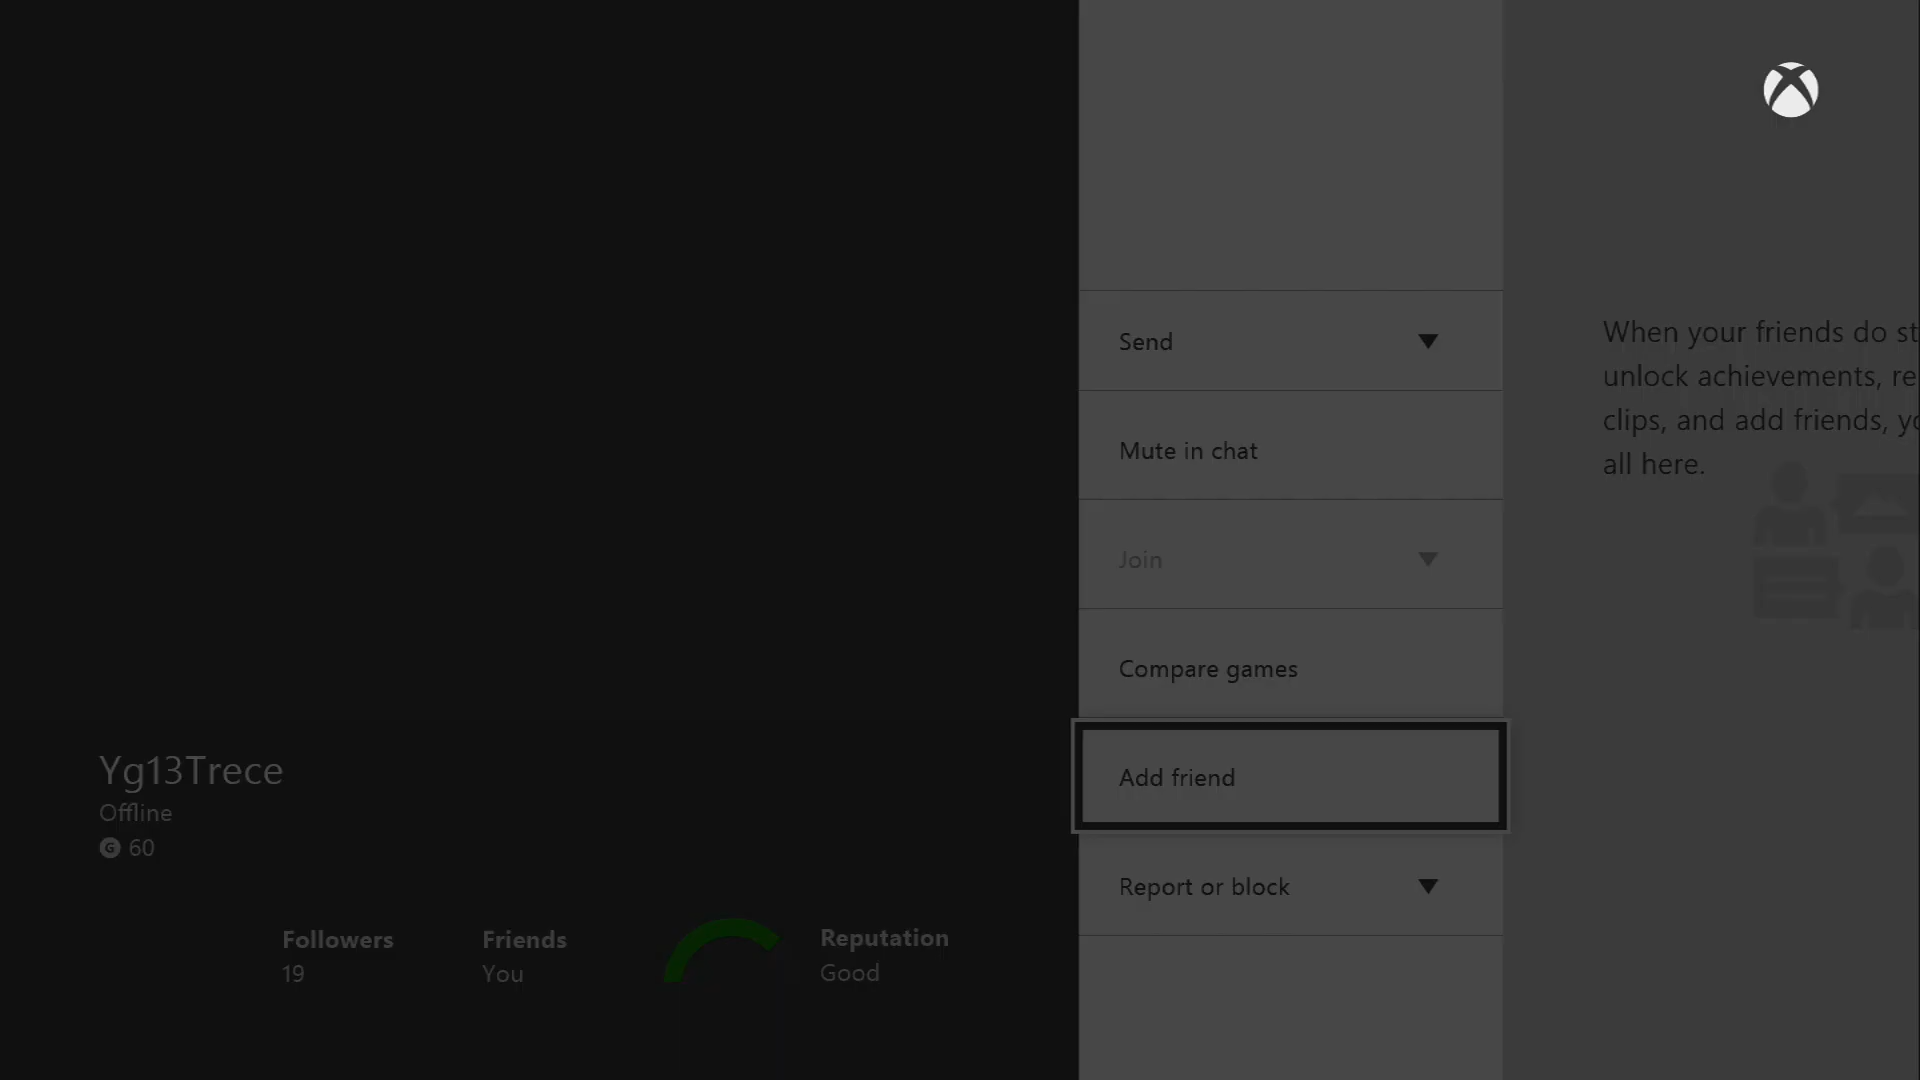 Yg13Trece
Offline
G 60
Followers
19
Friends
You
Reputation
Good
Send
Mute in chat
Join
Compare games
Add friend
Report or block
When your friends do st
unlock achievements, re
clips, and add friends, yo
all here.